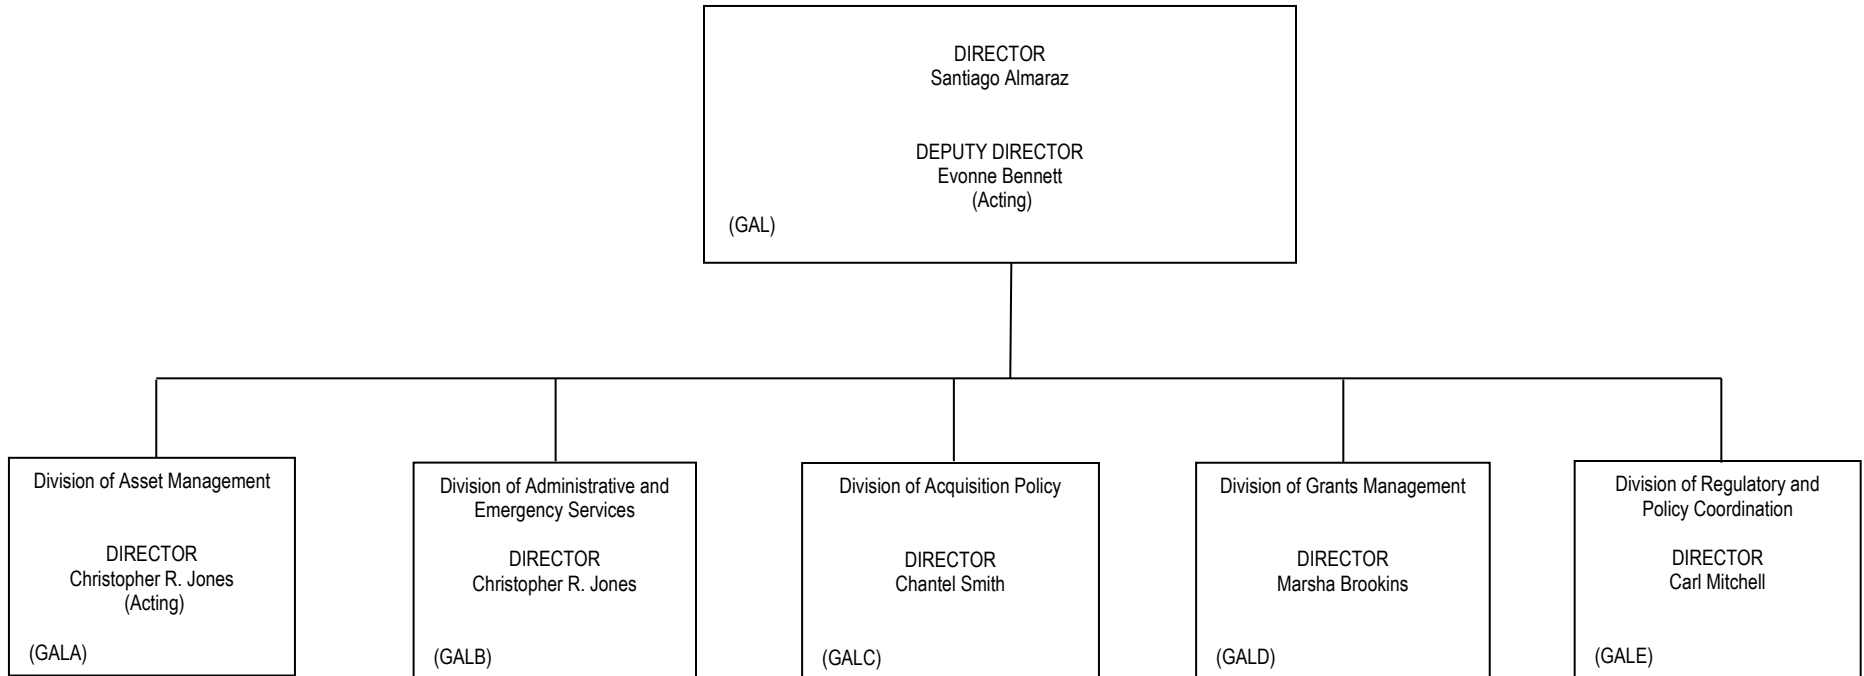 DIRECTOR
Santiago Almaraz
DEPUTY DIRECTOR
Evonne Bennett
(Acting)
(GAL)
Division of Asset Management
DIRECTOR
Christopher R. Jones
(Acting)
(GALA)
Division of Administrative and
Emergency Services
DIRECTOR
Christopher R. Jones
(GALB)
Division of Acquisition Policy
DIRECTOR
Chantel Smith
(GALC)
Division of Grants Management
DIRECTOR
Marsha Brookins
(GALD)
Division of Regulatory and
Policy Coordination
DIRECTOR
Carl Mitchell
(GALE)